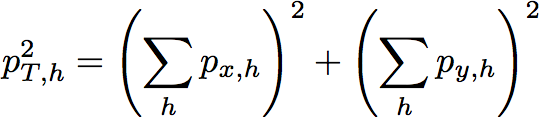 $p_{T,h}^2 = \left( \sum_h p_{x,h} \right)^2 + \left( \sum_h p_{y,h} \right)^2$